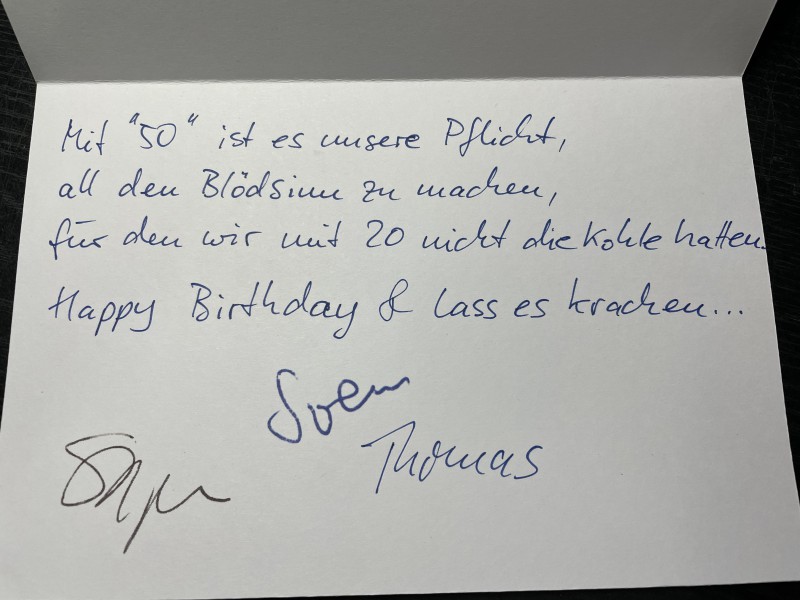 Mit "50" ist es unsere Pflicht,
all den Blödsinn zu machen,
für den wir mit 20 nicht die Kohle hatten.
Happy Birthday & lass es krachen...
Sven
Thomas